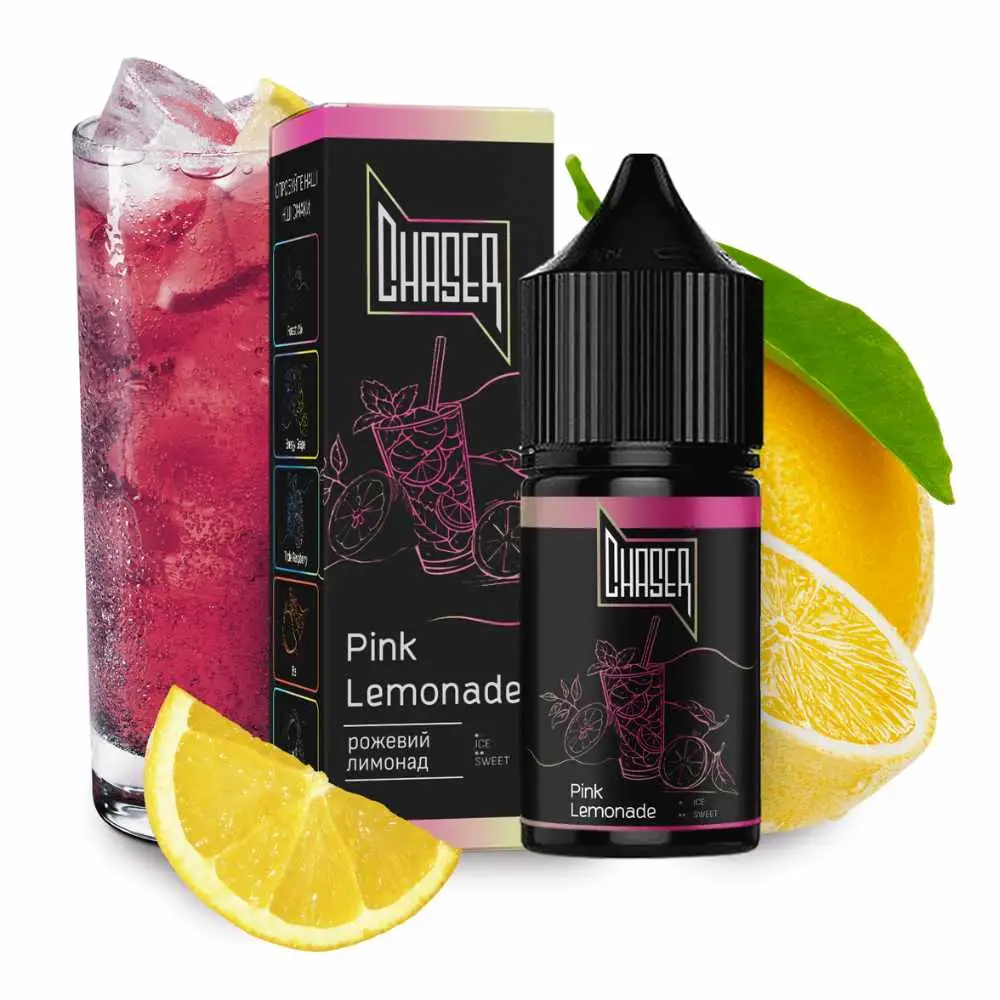 CHASER
Pink
Lemonade
рожевий
лимонад
ICE
SWEET
CHASER
Pink
Lemonade
ICE
SWEET